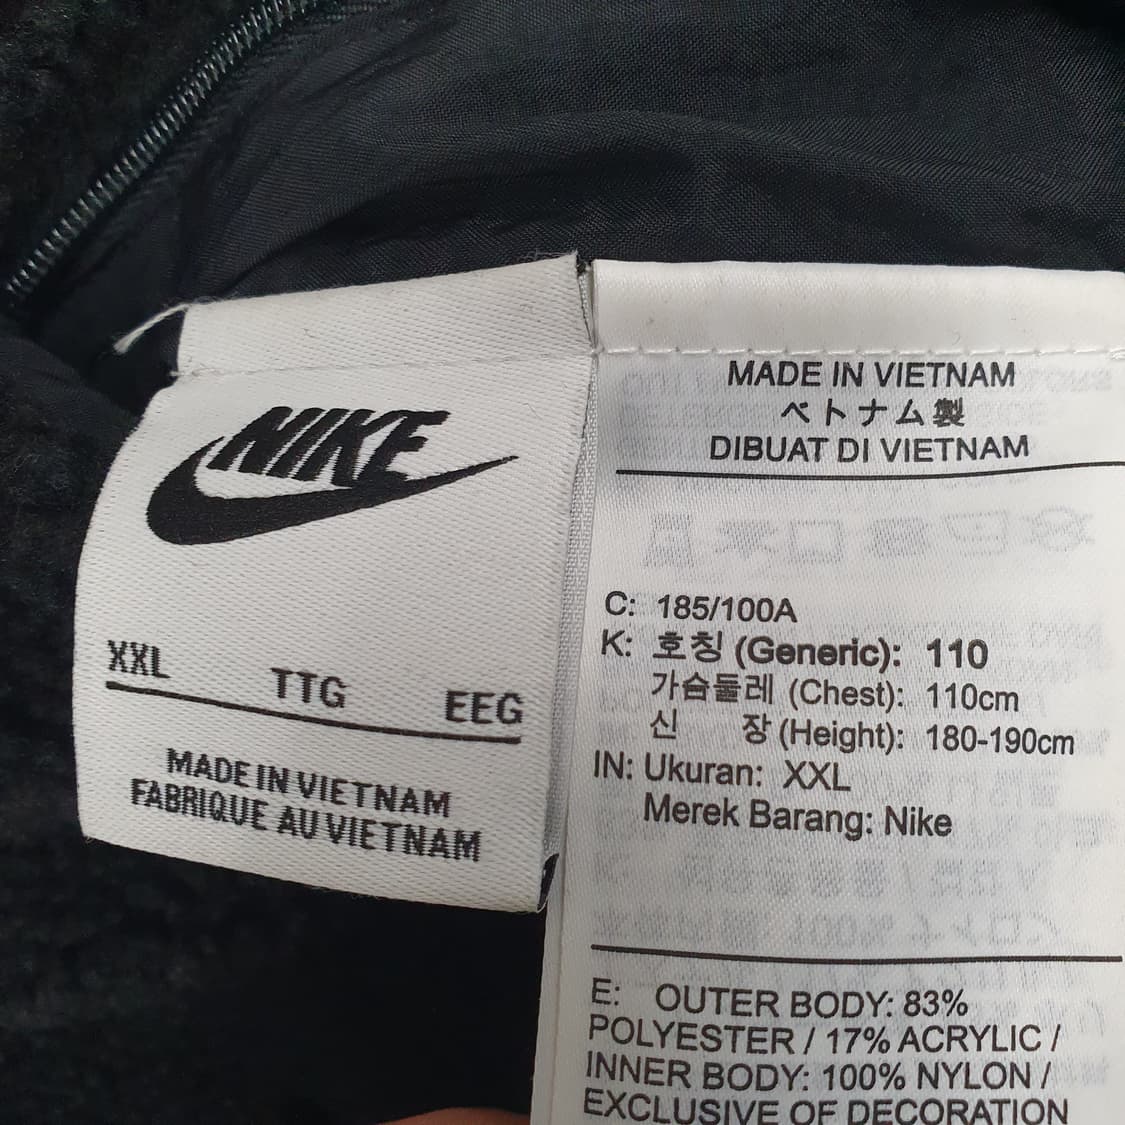 NIKE
XXL TTG EEG
MADE IN VIETNAM
FABRIQUE AU VIETNAM
MADE IN VIETNAM
ベトナム製
DIBUAT DI VIETNAM
C: 185/100A
K: 호칭 (Generic): 110
가슴둘레 (Chest): 110cm
신 장 (Height): 180-190cm
IN: Ukuran: XXL
Merek Barang: Nike
E: OUTER BODY: 83%
POLYESTER / 17% ACRYLIC /
INNER BODY: 100% NYLON /
EXCLUSIVE OF DECORATION